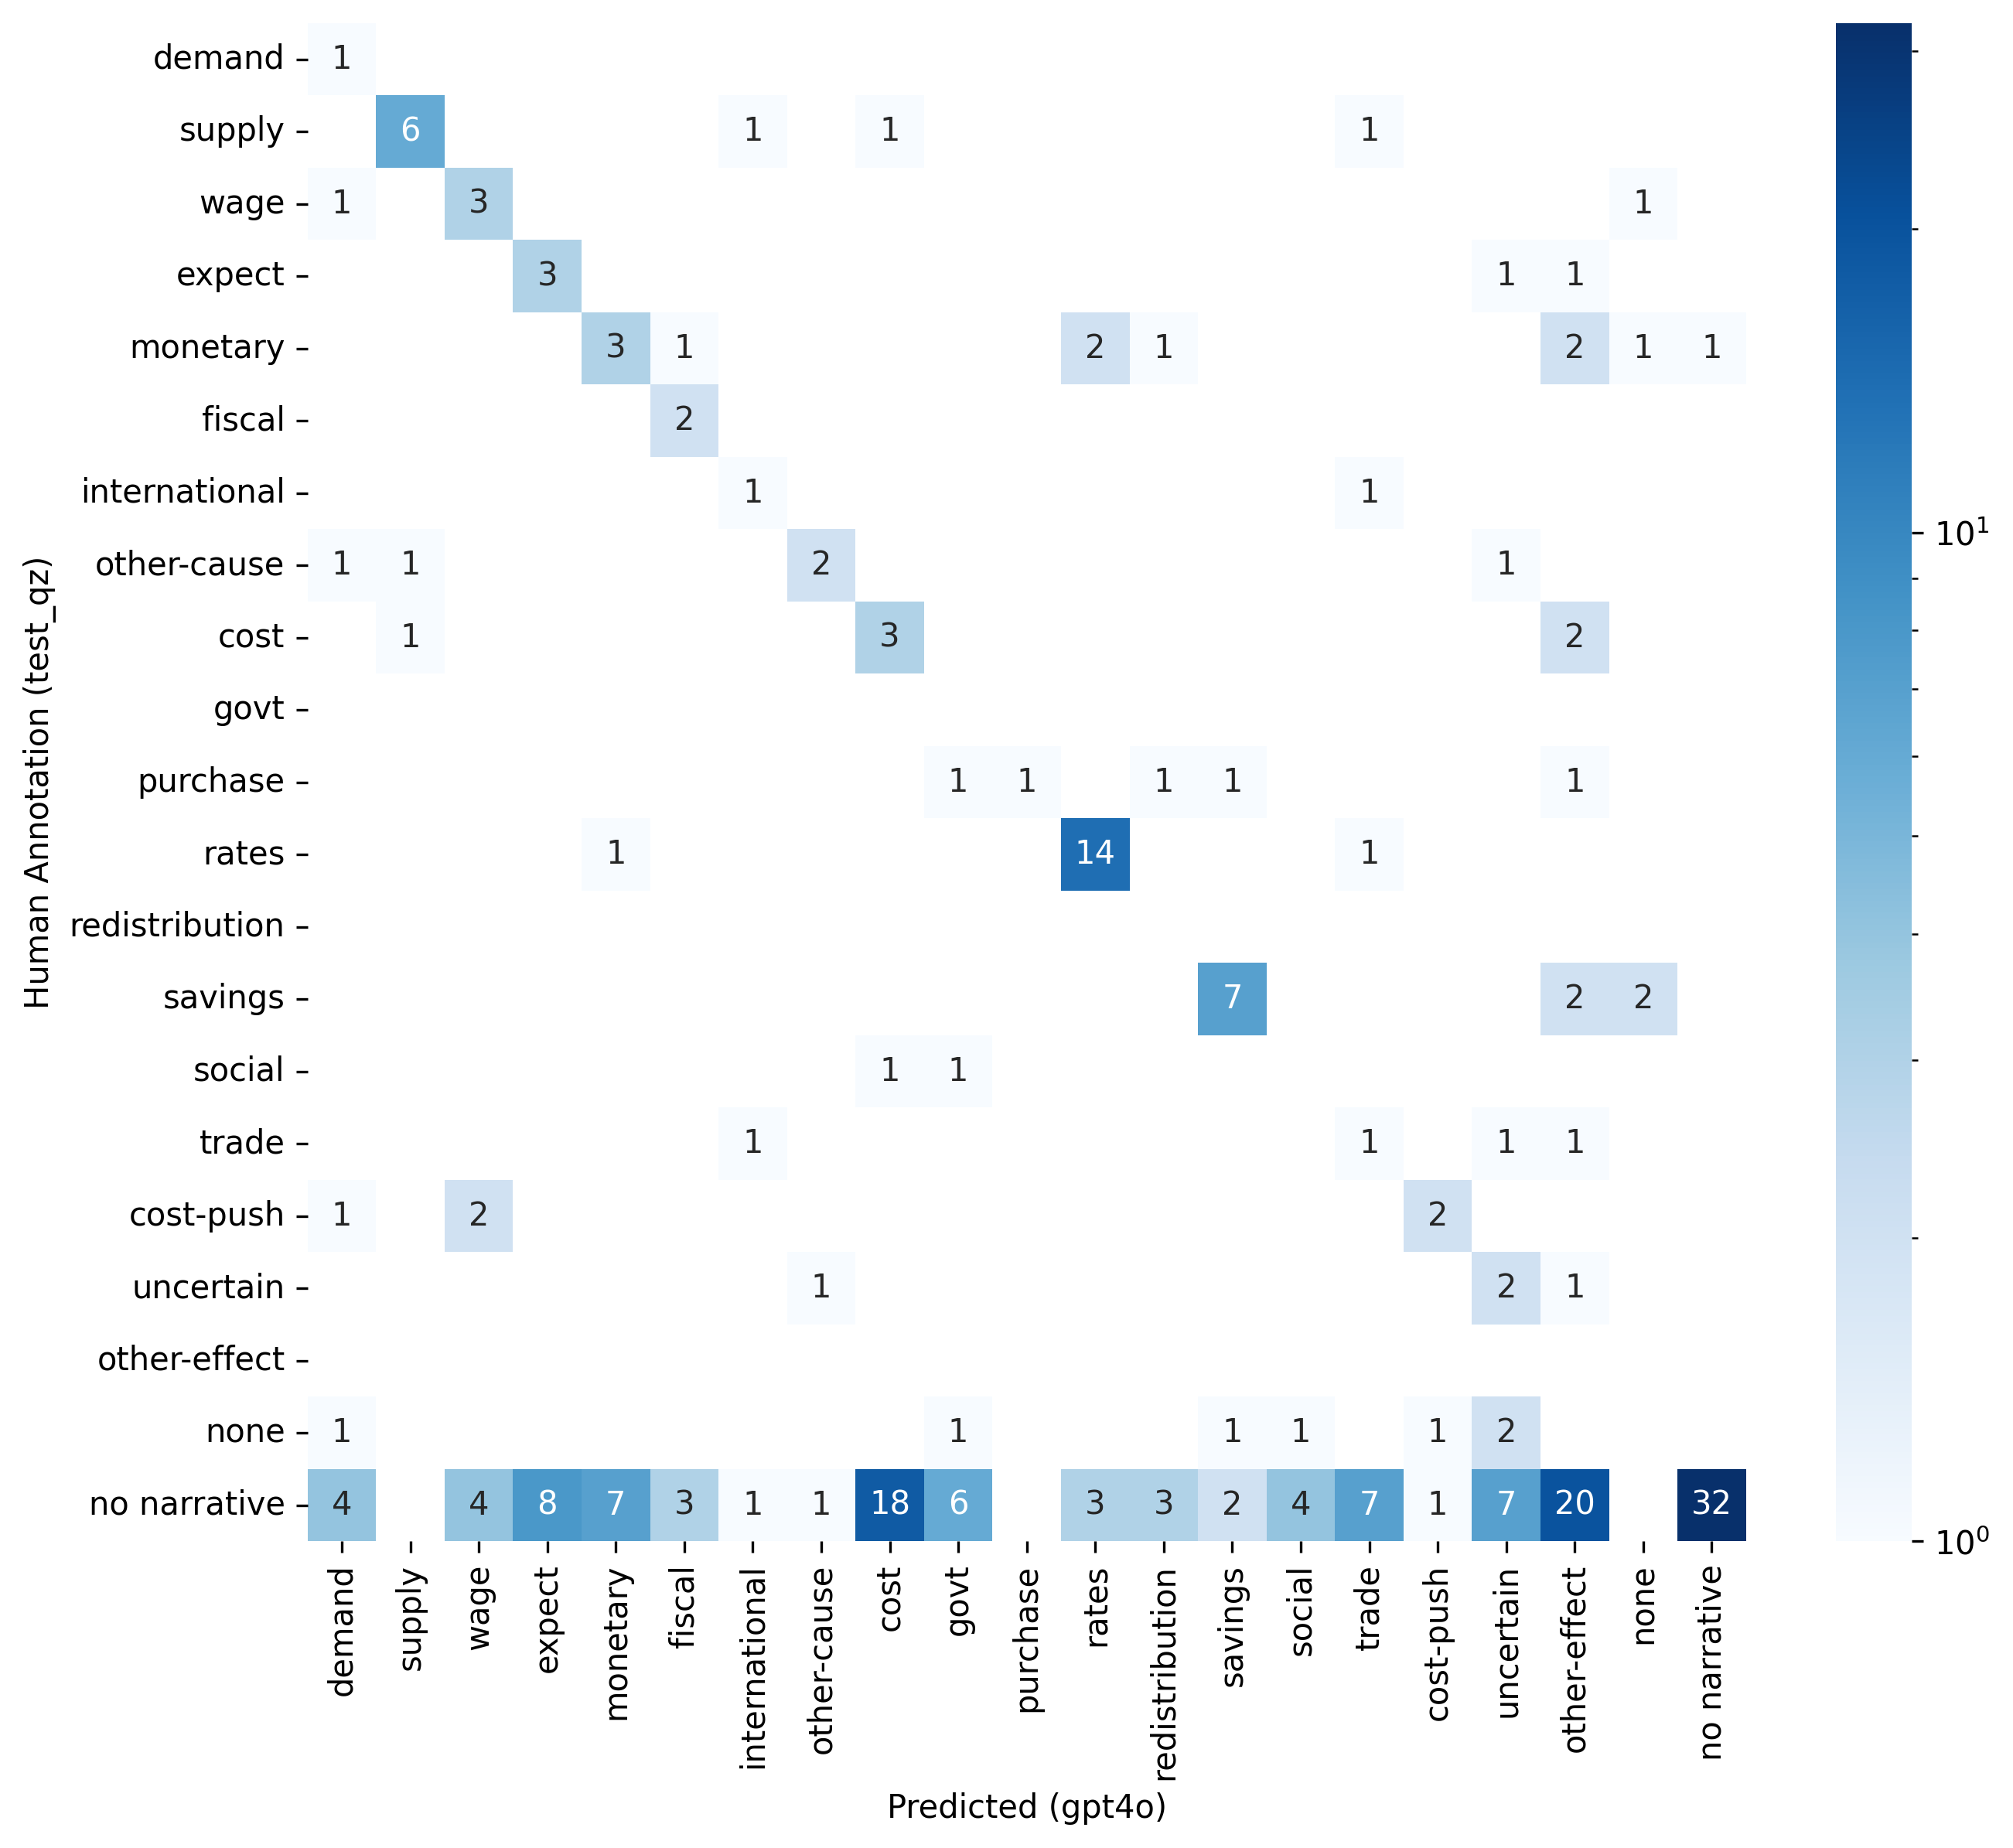 demand 1
supply 6 1 1 1
wage 1 3 1
expect 3 1 1
monetary 3 1 2 1 2 1 1
fiscal 2
international 1 1
other-cause 1 1 2 1
cost 1 3 2
govt
purchase 1 1 1 1 1
rates 1 14 1
redistribution
savings 7 2 2
social 1 1
trade 1 1 1 1
cost-push 1 2 2
uncertain 1 2 1
other-effect
none 1 1 1 1 1 2
no narrative 4 4 8 7 3 1 1 18 6 3 3 2 4 7 1 7 20 32
Human Annotation (test_qz)
demand
supply
wage
expect
monetary
fiscal
international
other-cause
cost
govt
purchase
rates
redistribution
savings
social
trade
cost-push
uncertain
other-effect
none
no narrative
Predicted (gpt4o)
10¹
10⁰